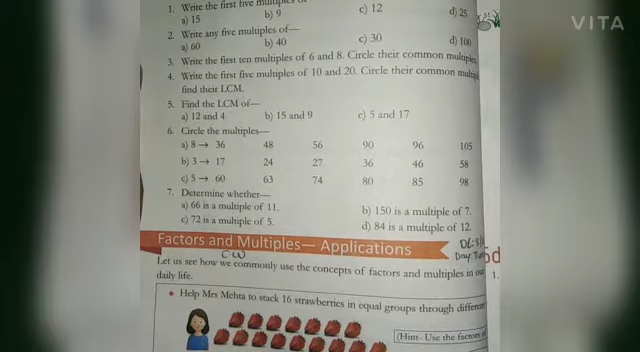 1. Write the first five multiples of
a) 15 b) 9 c) 12 d) 25
2. Write any five multiples of—
a) 60 b) 40 c) 30 d) 100
3. Write the first ten multiples of 6 and 8. Circle their common multiples
4. Write the first five multiples of 10 and 20. Circle their common
find their LCM.
5. Find the LCM of—
a) 12 and 4 b) 15 and 9 c) 5 and 17
6. Circle the multiples—
a) 8 → 36 48 56 90 96 105
b) 3 → 17 24 27 36 46 58
c) 5 → 60 63 74 80 85 98
7. Determine whether—
a) 66 is a multiple of 11. b) 150 is a multiple of 7.
c) 72 is a multiple of 5. d) 84 is a multiple of 12.
Factors and Multiples— Applications
C.W
Let us see how we commonly use the concepts of factors and multiples in our
daily life.
1.
• Help Mrs Mehta to stack 16 strawberries in equal groups through
(Hint- Use the factors
VITA